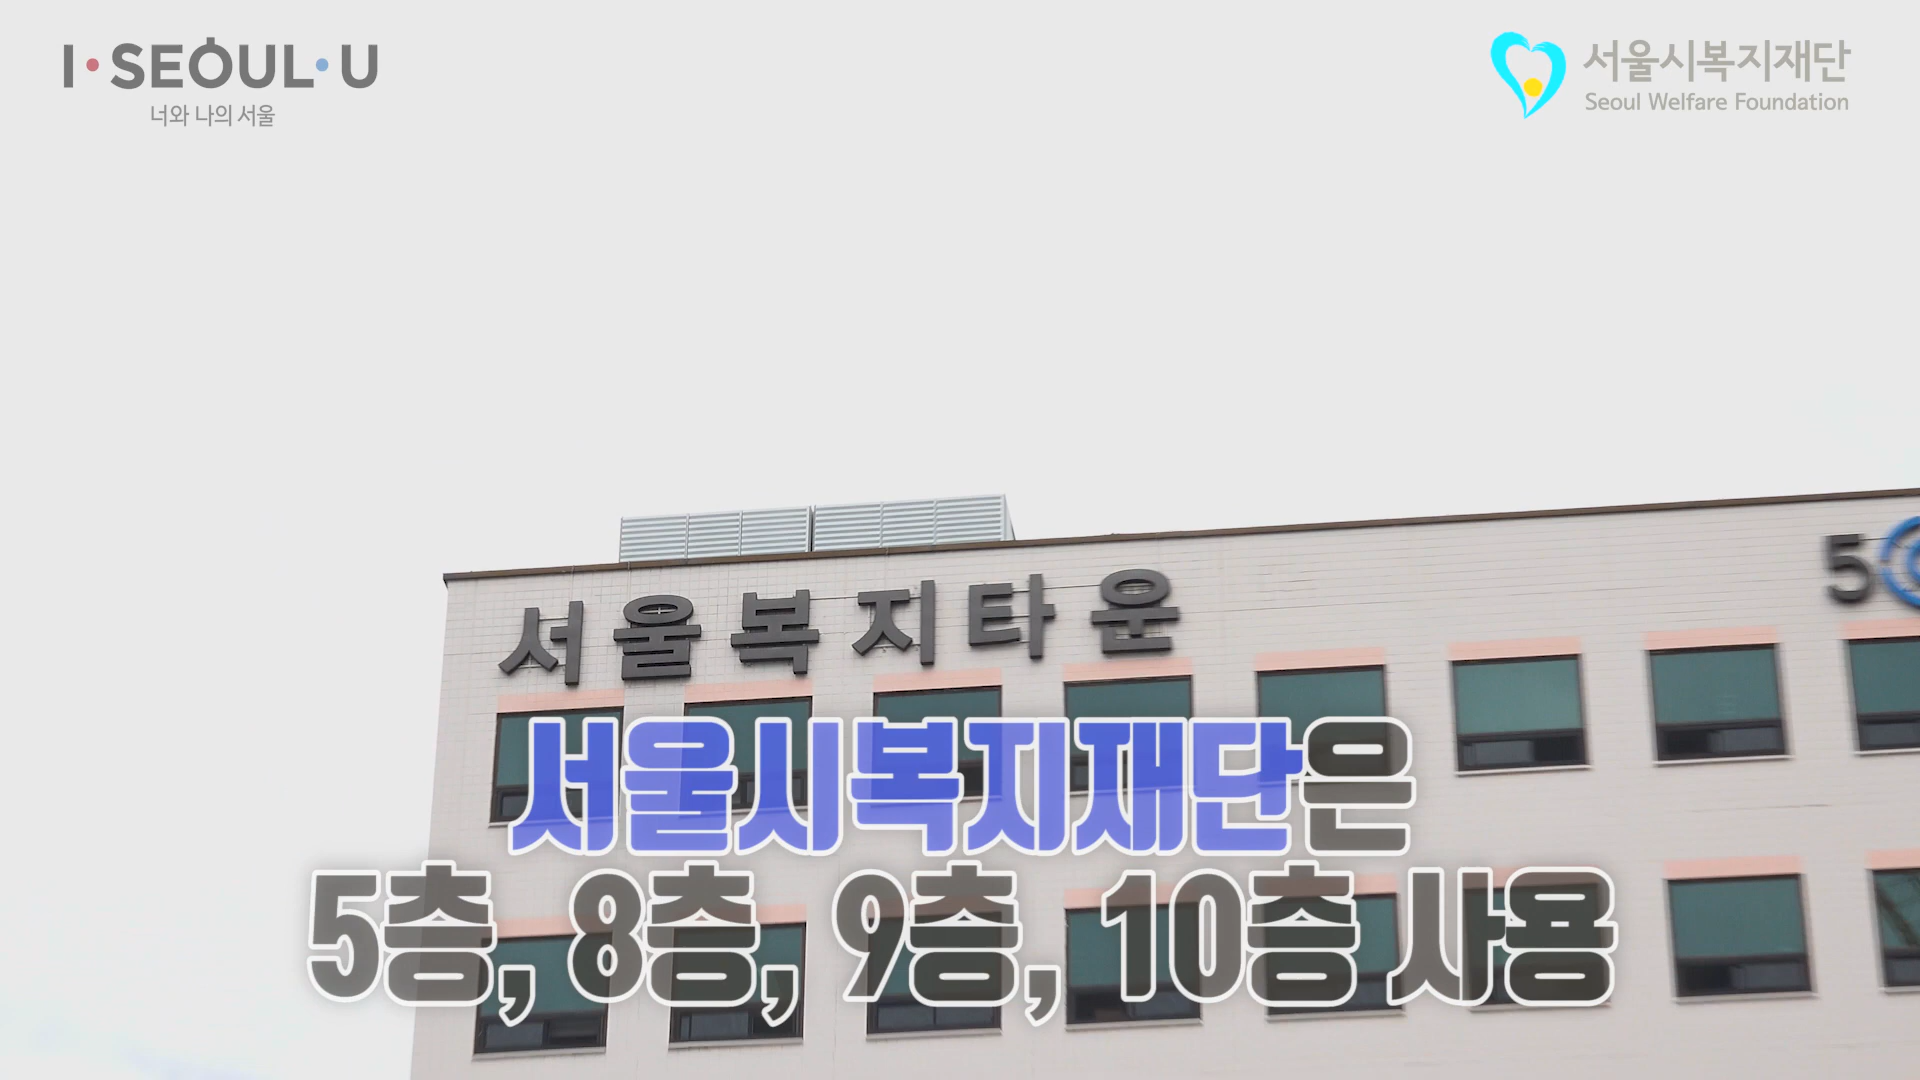 I·SEOUL·U
너와 나의 서울
서울시복지재단
Seoul Welfare Foundation
서울복지타운
5
서울시복지재단은
5층, 8층, 9층, 10층 사용